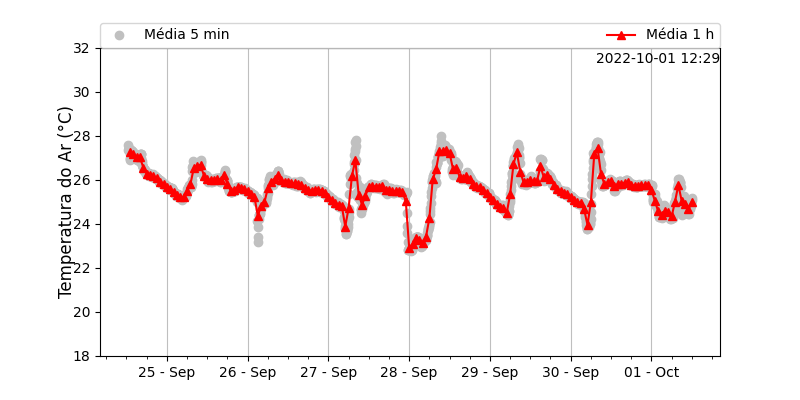 Média 5 min
Média 1 h
2022-10-01 12:29
Temperatura do Ar (°C)
32
30
28
26
24
22
20
18
25 - Sep
26 - Sep
27 - Sep
28 - Sep
29 - Sep
30 - Sep
01 - Oct